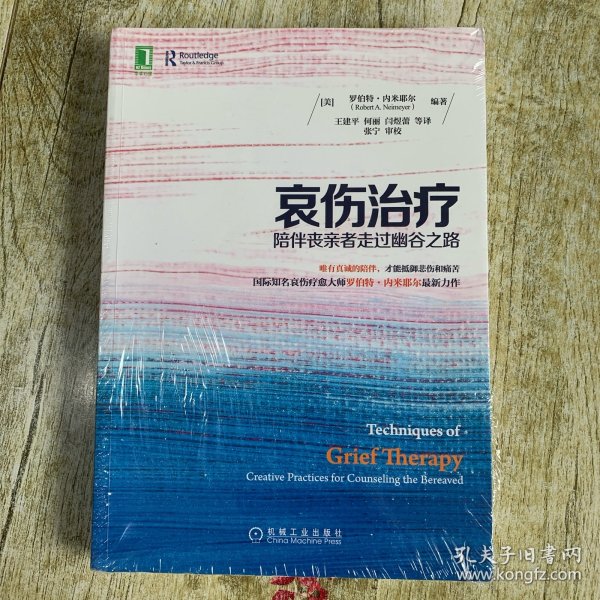 Routledge
Taylor & Francis Group
华章心理
[美] 罗伯特·内米耶尔 编著
(Robert A. Neimeyer)
王建平 何丽 闫煜蕾 等译
张宁 审校
哀伤治疗
陪伴丧亲者走过幽谷之路
唯有真诚的陪伴，才能抵御悲伤和痛苦
国际知名哀伤疗愈大师罗伯特·内米耶尔最新力作
Techniques of
Grief Therapy
Creative Practices for Counseling the Bereaved
机械工业出版社
China Machine Press
孔夫子旧书网
www.kongfz.com